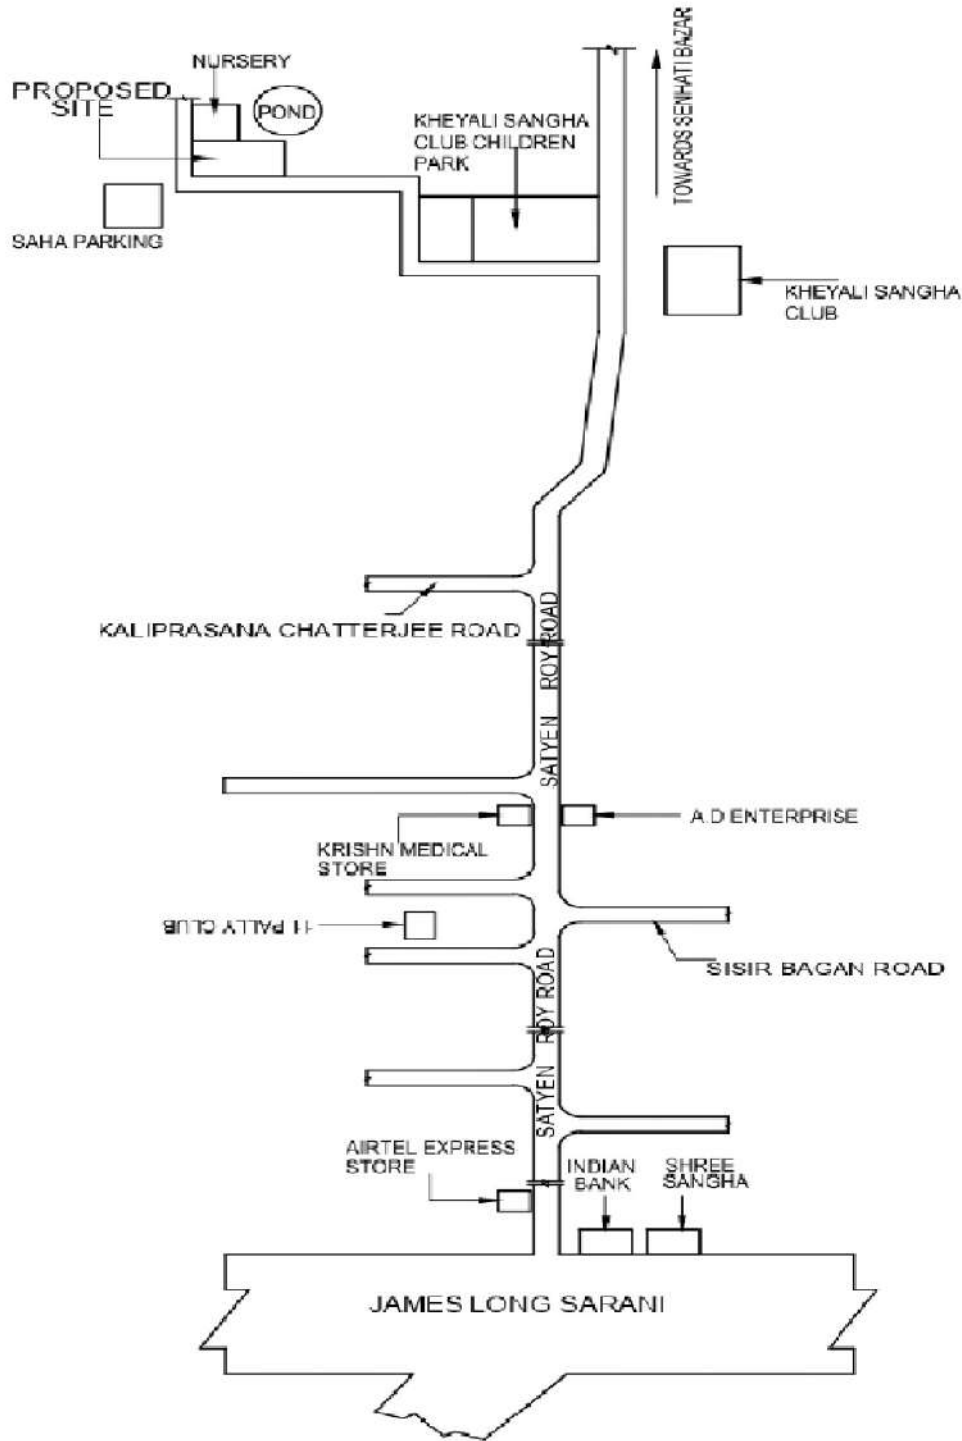 NURSERY
PROPOSED
SITE
POND
KHEYALI SANGHA
CLUB CHILDREN
PARK
TOWARDS SENHATI BAZAR
SAHA PARKING
KHEYALI SANGHA
CLUB
KALIPRASANA CHATTERJEE ROAD
SATYEN ROY ROAD
A.D ENTERPRISE
KRISHN MEDICAL
STORE
11 PALLY CLUB
SISIR BAGAN ROAD
SATYEN ROY ROAD
AIRTEL EXPRESS
STORE
INDIAN
BANK
SHREE
SANGHA
JAMES LONG SARANI